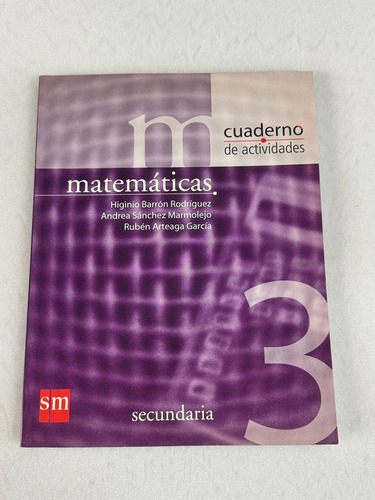 m
cuaderno
de actividades
matemáticas
Higinio Barrón Rodríguez
Andrea Sánchez Marmolejo
Rubén Arteaga García
3
sm
secundaria